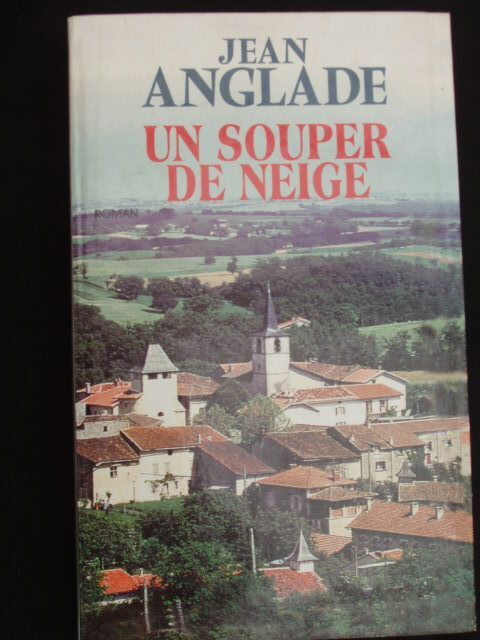 JEAN
ANGLADE
UN SOUPER
DE NEIGE
ROMAN